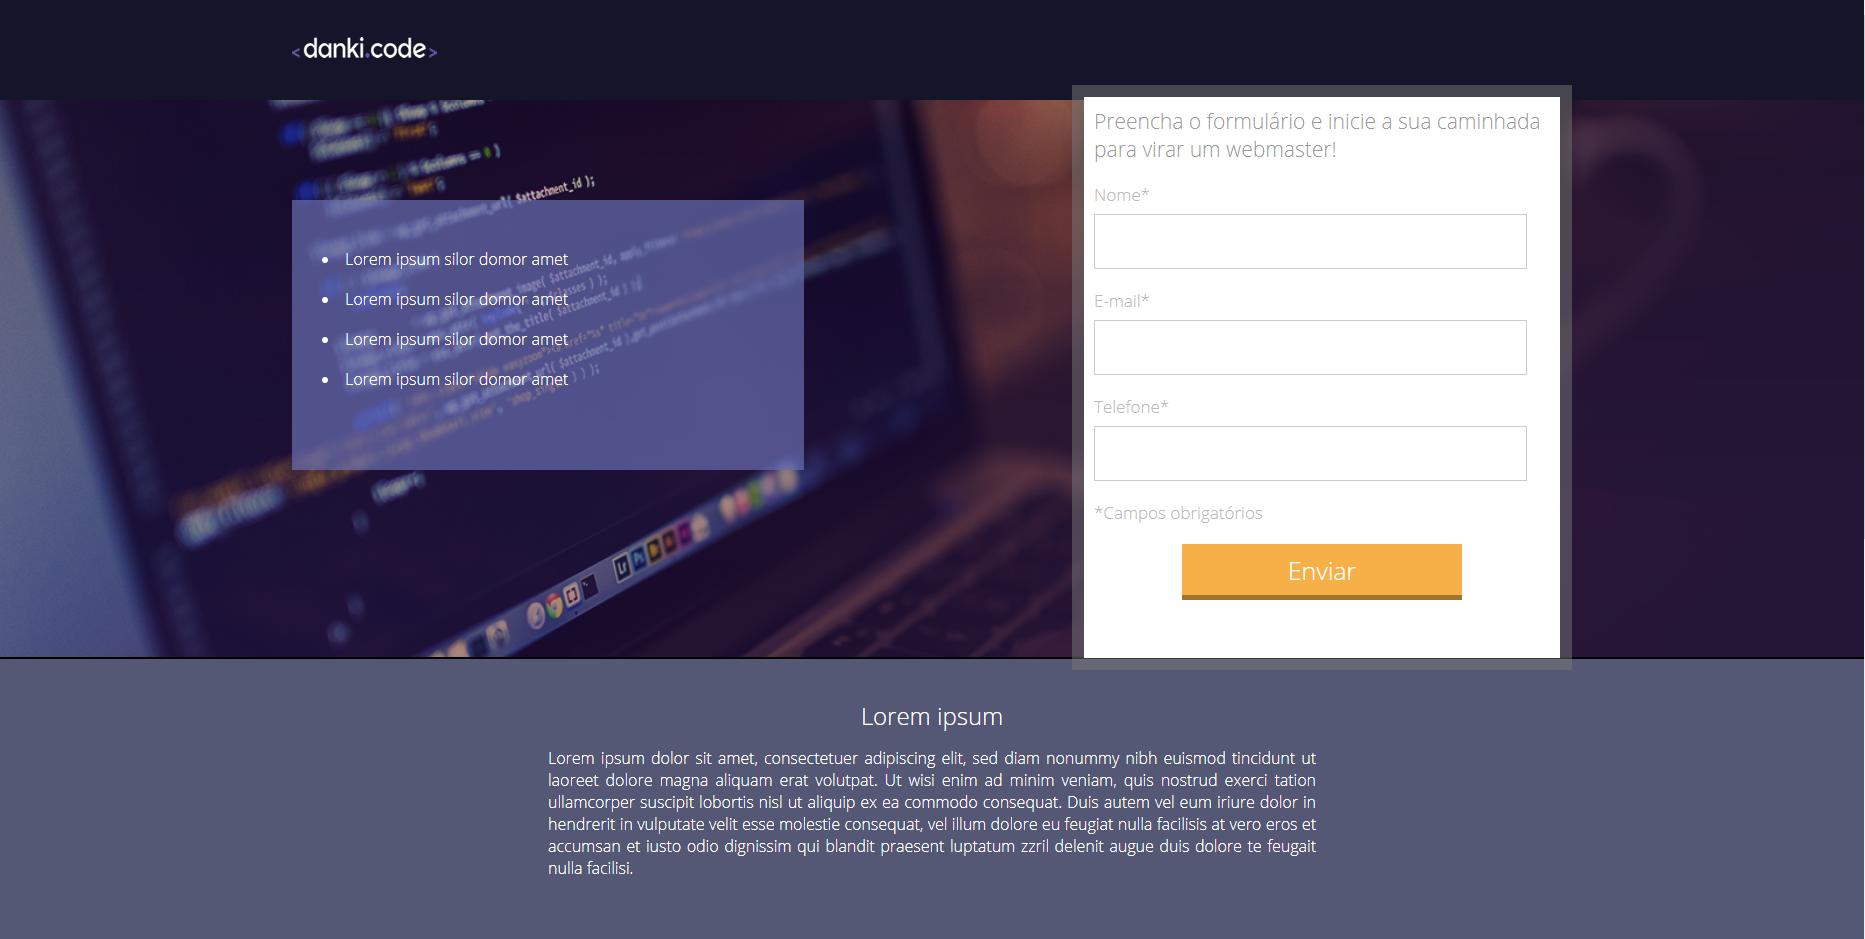 <danki.code>
$attachment_id );
Lorem ipsum silor domor amet
Lorem ipsum silor domor amet
Lorem ipsum silor domor amet
Lorem ipsum silor domor amet
Preencha o formulário e inicie a sua caminhada
para virar um webmaster!
Nome*
E-mail*
Telefone*
*Campos obrigatórios
Enviar
Lorem ipsum
Lorem ipsum dolor sit amet, consectetuer adipiscing elit, sed diam nonummy nibh euismod tincidunt ut
laoreet dolore magna aliquam erat volutpat. Ut wisi enim ad minim veniam, quis nostrud exerci tation
ullamcorper suscipit lobortis nisl ut aliquip ex ea commodo consequat. Duis autem vel eum iriure dolor in
hendrerit in vulputate velit esse molestie consequat, vel illum dolore eu feugiat nulla facilisis at vero eros et
accumsan et iusto odio dignissim qui blandit praesent luptatum zzril delenit augue duis dolore te feugait
nulla facilisi.